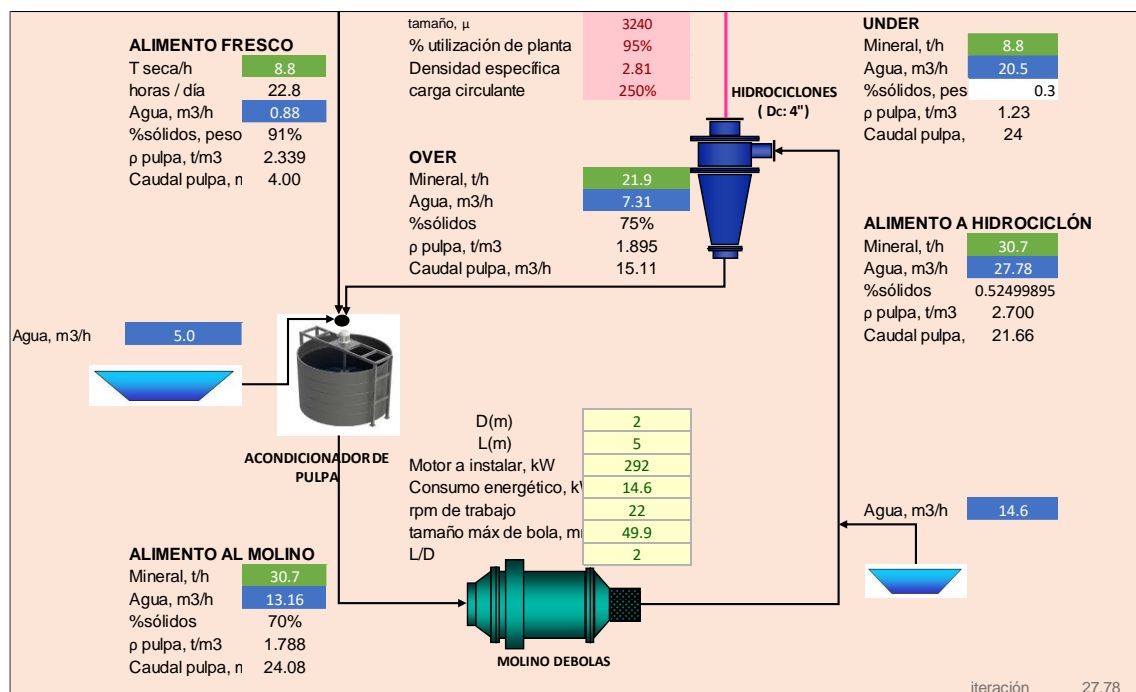 tamaño, µ 3240
% utilización de planta 95%
Densidad específica 2.81
carga circulante 250%
ALIMENTO FRESCO
T seca/h 8.8
horas / día 22.8
Agua, m3/h 0.88
%sólidos, peso 91%
ρ pulpa, t/m3 2.339
Caudal pulpa, n 4.00
UNDER
Mineral, t/h 8.8
Agua, m3/h 20.5
%sólidos, pes 0.3
ρ pulpa, t/m3 1.23
Caudal pulpa, 24
HIDROCICLONES
( Dc: 4")
OVER
Mineral, t/h 21.9
Agua, m3/h 7.31
%sólidos 75%
ρ pulpa, t/m3 1.895
Caudal pulpa, m3/h 15.11
ALIMENTO A HIDROCICLÓN
Mineral, t/h 30.7
Agua, m3/h 27.78
%sólidos 0.52499895
ρ pulpa, t/m3 2.700
Caudal pulpa, 21.66
Agua, m3/h 5.0
ACONDICIONADOR DE
PULPA
D(m) 2
L(m) 5
Motor a instalar, kW 292
Consumo energético, kW 14.6
rpm de trabajo 22
tamaño máx de bola, m 49.9
L/D 2
Agua, m3/h 14.6
ALIMENTO AL MOLINO
Mineral, t/h 30.7
Agua, m3/h 13.16
%sólidos 70%
ρ pulpa, t/m3 1.788
Caudal pulpa, n 24.08
MOLINO DEBOLAS
iteración 27.78